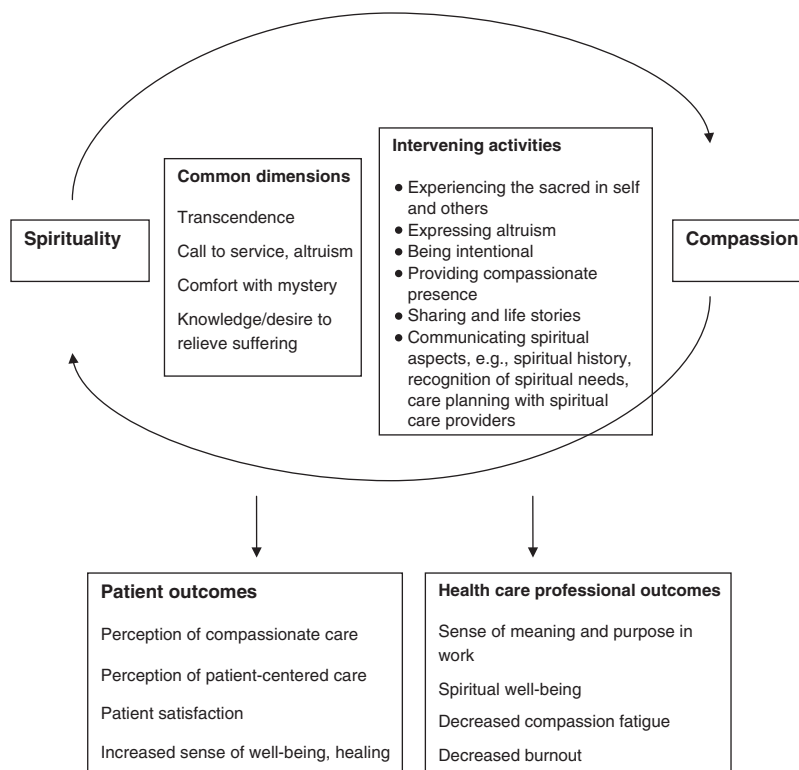 Spirituality
Common dimensions
Transcendence
Call to service, altruism
Comfort with mystery
Knowledge/desire to
relieve suffering
Intervening activities
● Experiencing the sacred in self
and others
● Expressing altruism
● Being intentional
● Providing compassionate
presence
● Sharing and life stories
● Communicating spiritual
aspects, e.g., spiritual history,
recognition of spiritual needs,
care planning with spiritual
care providers
Compassion
Patient outcomes
Perception of compassionate care
Perception of patient-centered care
Patient satisfaction
Increased sense of well-being, healing
Health care professional outcomes
Sense of meaning and purpose in
work
Spiritual well-being
Decreased compassion fatigue
Decreased burnout